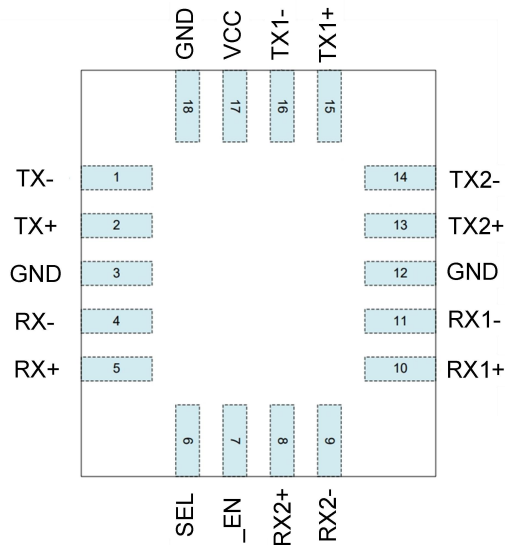 GND VCC TX1- TX1+
18 17 16 15
TX- 1 14 TX2-
TX+ 2 13 TX2+
GND 3 12 GND
RX- 4 11 RX1-
RX+ 5 10 RX1+
6 7 8 9
SEL _EN RX2+ RX2-